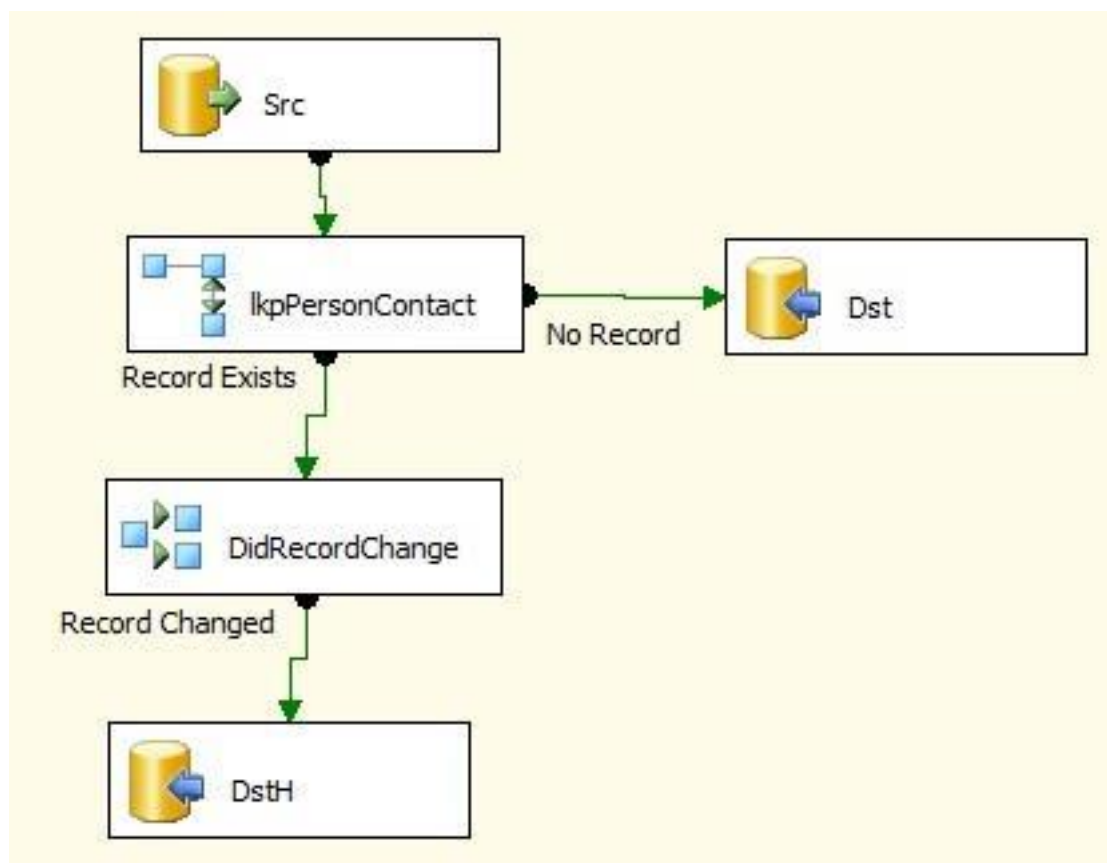 Src
lkpPersonContact
No Record
Dst
Record Exists
DidRecordChange
Record Changed
DstH